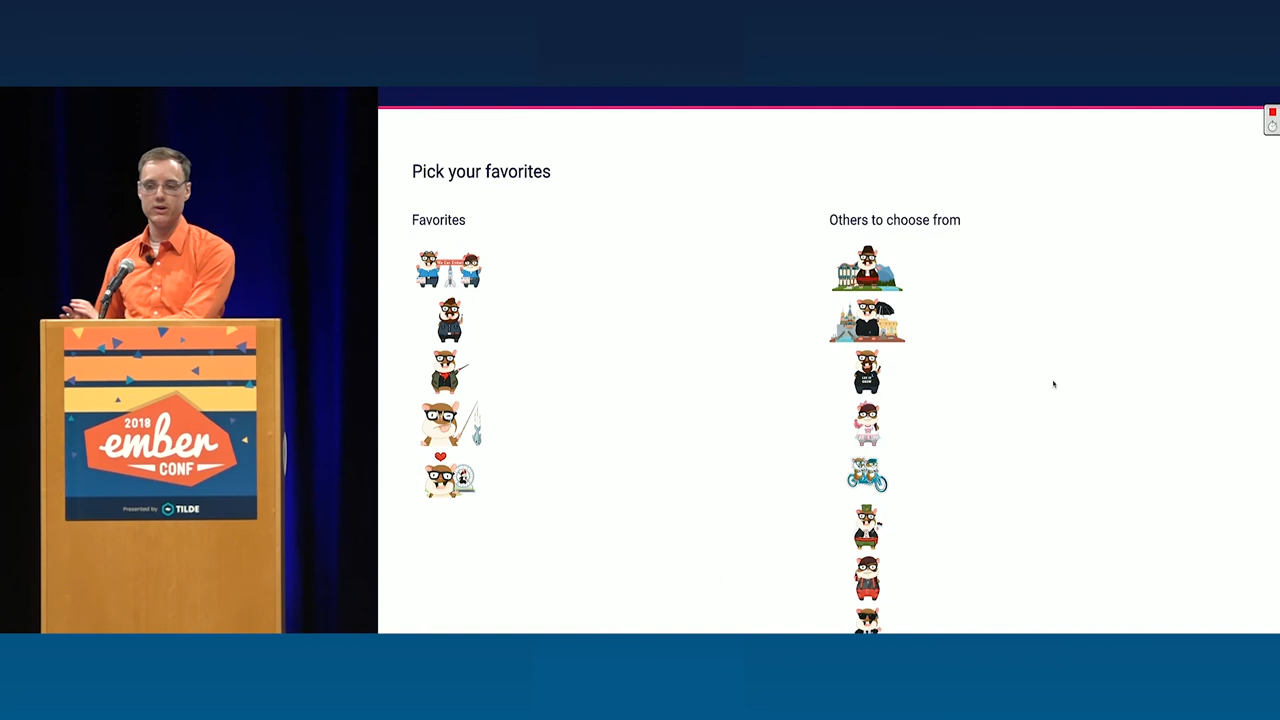 Pick your favorites
Favorites
Others to choose from
2018
ember
CONF
Presented by TILDE